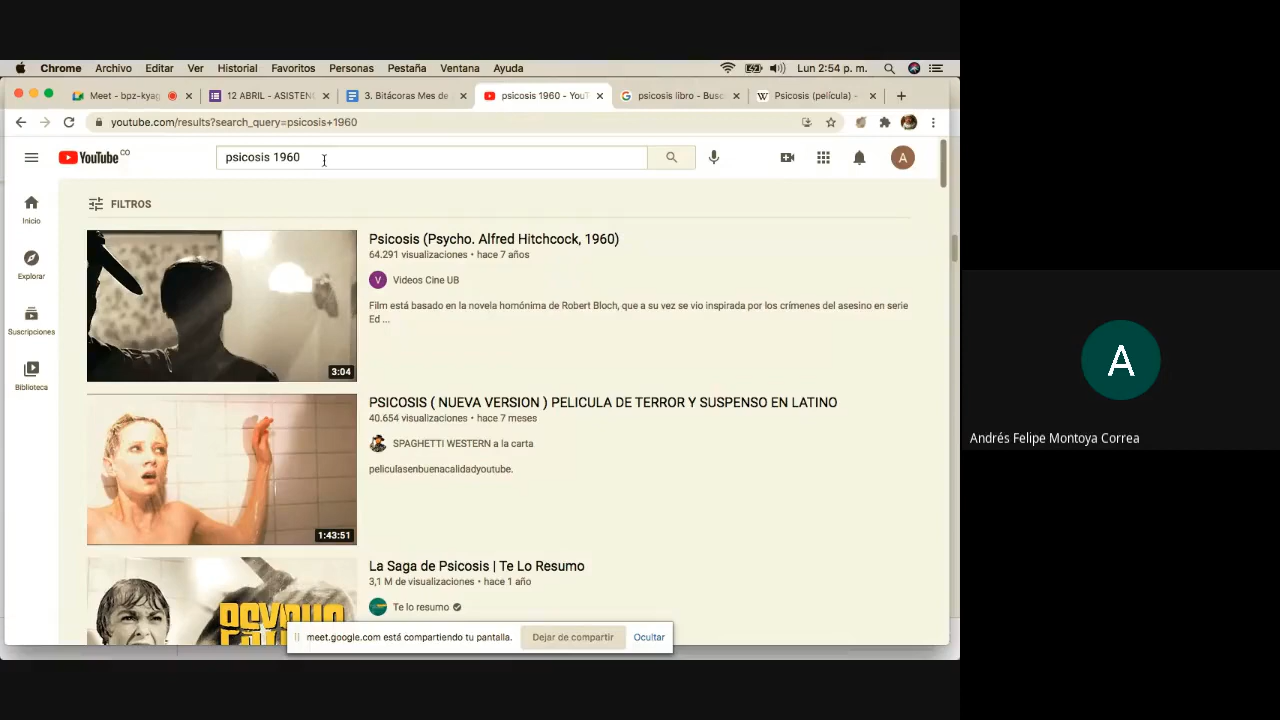 Chrome Archivo Editar Ver Historial Favoritos Personas Pestaña Ventana Ayuda Lun 2:54 p. m.
Meet - bpz-kyag 12 ABRIL - ASISTENC 3. Bitácoras Mes de psicosis 1960 - YouT psicosis libro - Busc Psicosis (película) -
youtube.com/results?search_query=psicosis+1960
YouTube CO psicosis 1960 A
Inicio
Explorar
Suscripciones
Biblioteca
FILTROS
3:04
Psicosis (Psycho. Alfred Hitchcock, 1960)
64.291 visualizaciones • hace 7 años
V Videos Cine UB
Film está basado en la novela homónima de Robert Bloch, que a su vez se vio inspirada por los crímenes del asesino en serie
Ed ...
1:43:51
PSICOSIS ( NUEVA VERSION ) PELICULA DE TERROR Y SUSPENSO EN LATINO
40.654 visualizaciones • hace 7 meses
SPAGHETTI WESTERN a la carta
peliculasenbuenacalidadyoutube.
La Saga de Psicosis | Te Lo Resumo
3,1 M de visualizaciones • hace 1 año
Te lo resumo
meet.google.com está compartiendo tu pantalla. Dejar de compartir Ocultar
A
Andrés Felipe Montoya Correa